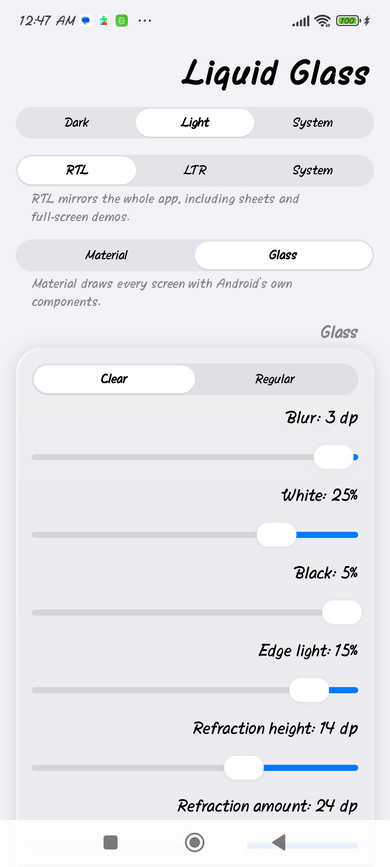 12:47 AM
100
Liquid Glass
Dark Light System
RTL LTR System
RTL mirrors the whole app, including sheets and
full-screen demos.
Material Glass
Material draws every screen with Android's own
components.
Glass
Clear Regular
Blur: 3 dp
White: 25%
Black: 5%
Edge light: 15%
Refraction height: 14 dp
Refraction amount: 24 dp